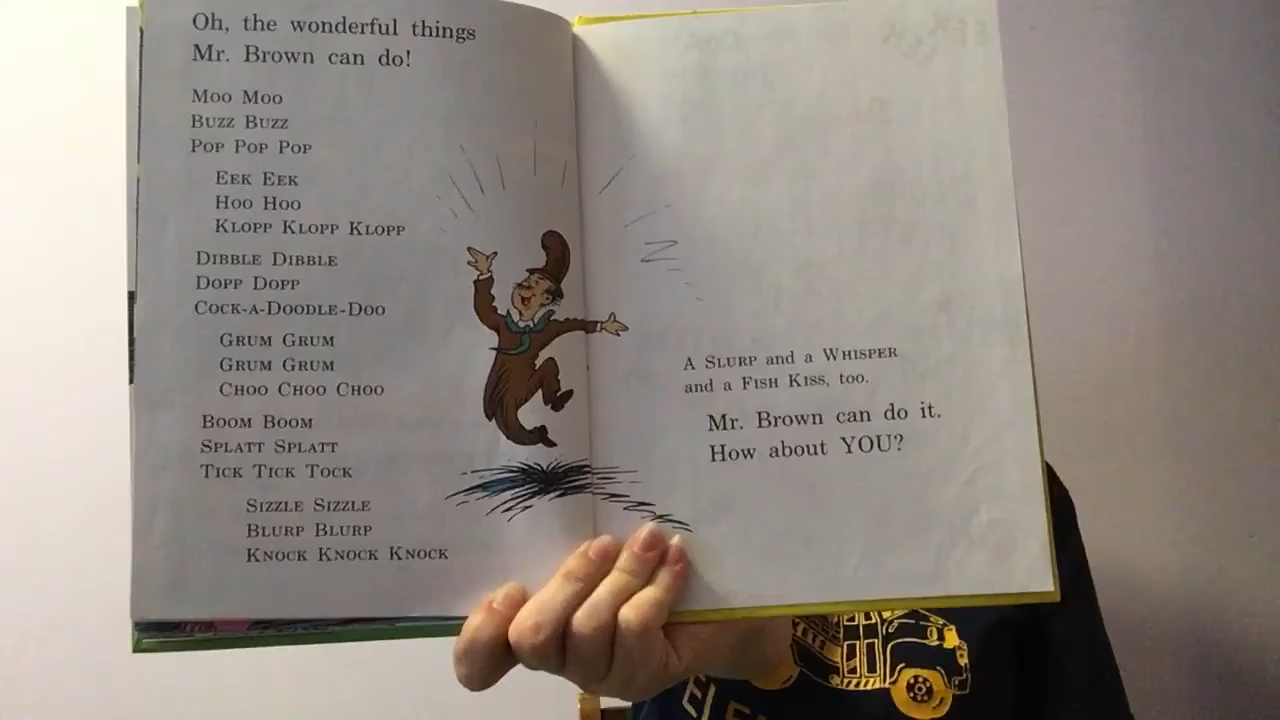 Oh, the wonderful things
Mr. Brown can do!
MOO MOO
BUZZ BUZZ
POP POP POP
EEK EEK
HOO HOO
KLOPP KLOPP KLOPP
DIBBLE DIBBLE
DOPP DOPP
COCK-A-DOODLE-DOO
GRUM GRUM
GRUM GRUM
CHOO CHOO CHOO
BOOM BOOM
SPLATT SPLATT
TICK TICK TOCK
SIZZLE SIZZLE
BLURP BLURP
KNOCK KNOCK KNOCK
A SLURP and a WHISPER
and a FISH KISS, too.
Mr. Brown can do it.
How about YOU?